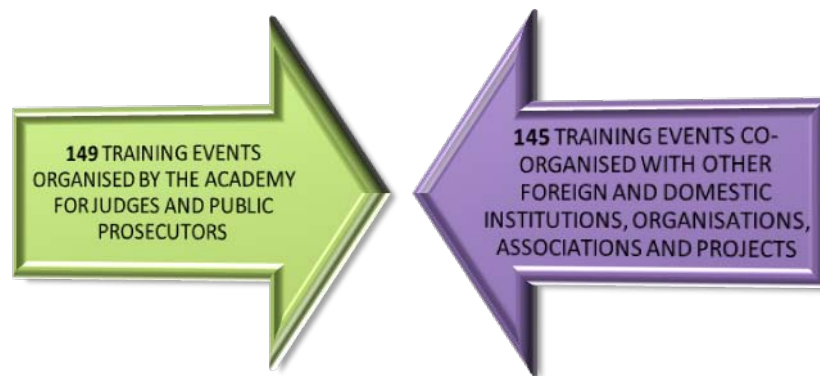 149 TRAINING EVENTS
ORGANISED BY THE ACADEMY
FOR JUDGES AND PUBLIC
PROSECUTORS
145 TRAINING EVENTS CO-
ORGANISED WITH OTHER
FOREIGN AND DOMESTIC
INSTITUTIONS, ORGANISATIONS,
ASSOCIATIONS AND PROJECTS